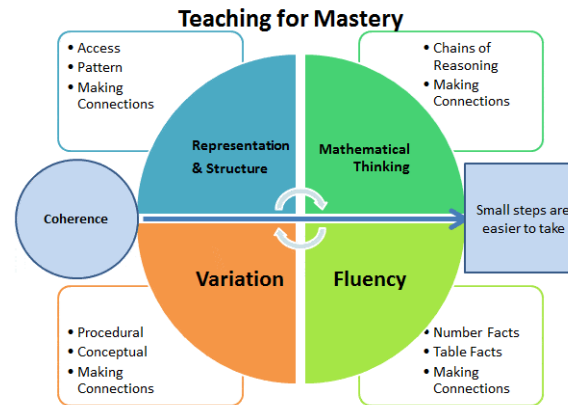 Teaching for Mastery
• Access
• Pattern
• Making
Connections
• Chains of
Reasoning
• Making
Connections
Representation
& Structure
Mathematical
Thinking
Coherence
Small steps are
easier to take
Variation
Fluency
• Procedural
• Conceptual
• Making
Connections
• Number Facts
• Table Facts
• Making
Connections